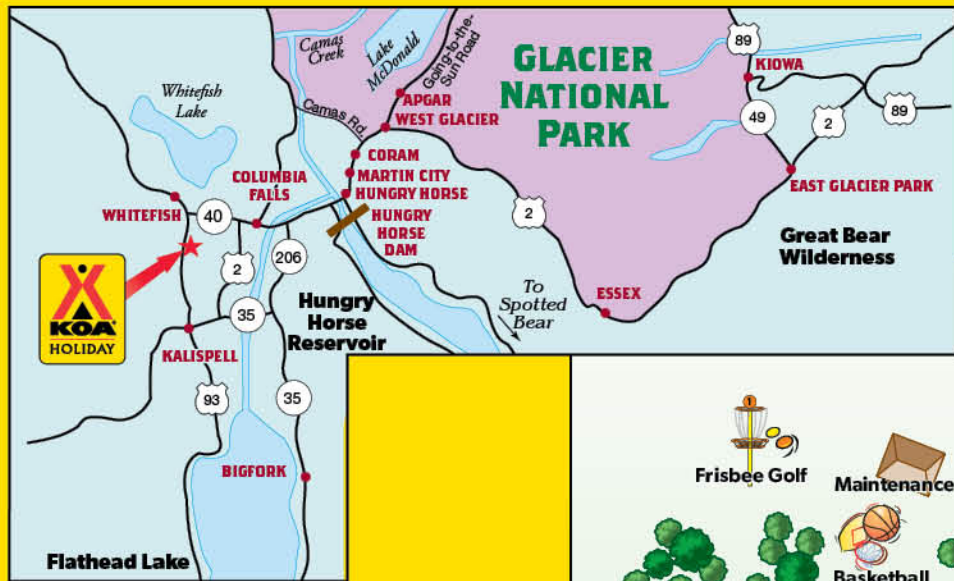 Camas
Creek
Lake
McDonald
Going-to-the-
Sun Road
GLACIER
NATIONAL
PARK
89
KIOWA
Whitefish
Lake
APGAR
WEST GLACIER
Camas Rd.
49
2
89
CORAM
MARTIN CITY
HUNGRY HORSE
COLUMBIA
FALLS
EAST GLACIER PARK
WHITEFISH
40
HUNGRY
HORSE
DAM
2
Great Bear
Wilderness
2
206
KOA
HOLIDAY
Hungry
Horse
Reservoir
To
Spotted
Bear
ESSEX
35
KALISPELL
93
35
BIGFORK
Flathead Lake
1
Frisbee Golf
Maintenance
Basketball